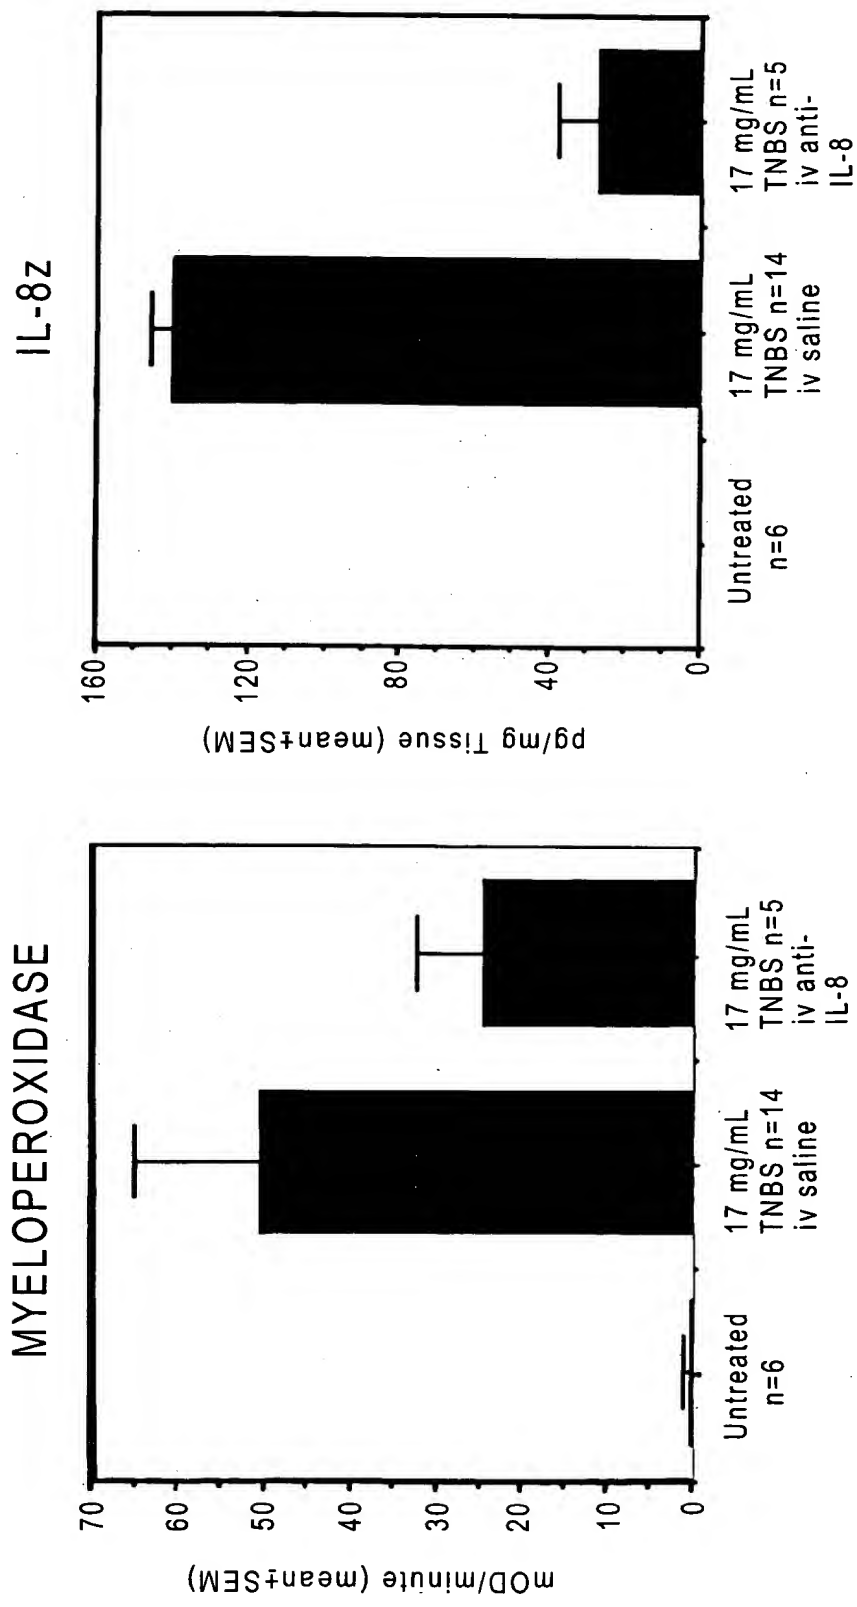 MYELOPEROXIDASE
mOD/minute (mean±SEM)
70
60
50
40
30
20
10
0
Untreated
n=6
17 mg/mL
TNBS n=14
iv saline
17 mg/mL
TNBS n=5
iv anti-
IL-8
IL-8z
pg/mg Tissue (mean±SEM)
160
120
80
40
0
Untreated
n=6
17 mg/mL
TNBS n=14
iv saline
17 mg/mL
TNBS n=5
iv anti-
IL-8